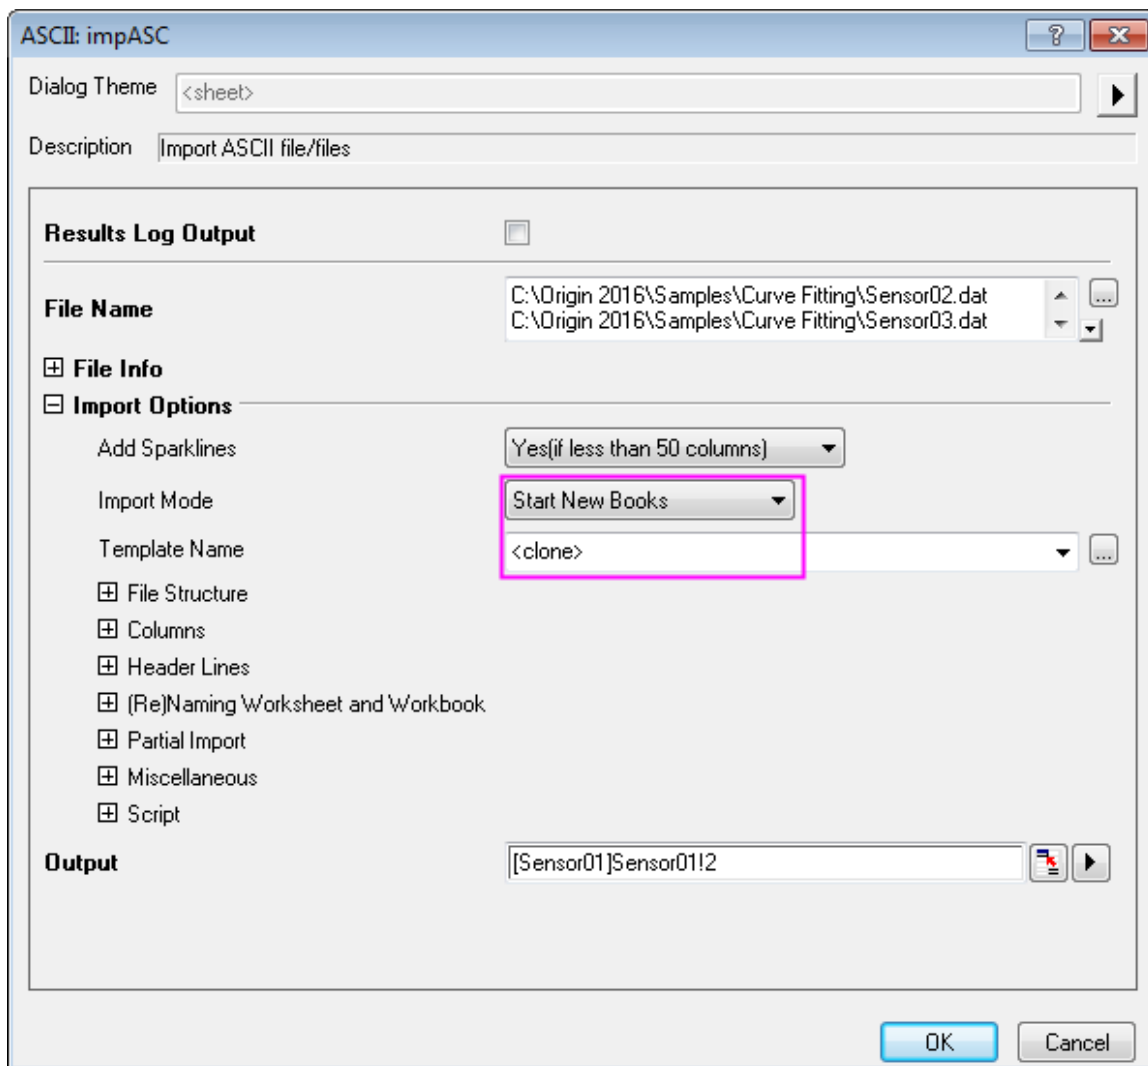 ASCII: impASC
Dialog Theme <sheet>
Description Import ASCII file/files
Results Log Output
File Name C:\Origin 2016\Samples\Curve Fitting\Sensor02.dat
C:\Origin 2016\Samples\Curve Fitting\Sensor03.dat
File Info
Import Options
Add Sparklines Yes(if less than 50 columns)
Import Mode Start New Books
Template Name <clone>
File Structure
Columns
Header Lines
(Re)Naming Worksheet and Workbook
Partial Import
Miscellaneous
Script
Output [Sensor01]Sensor01!2
OK Cancel